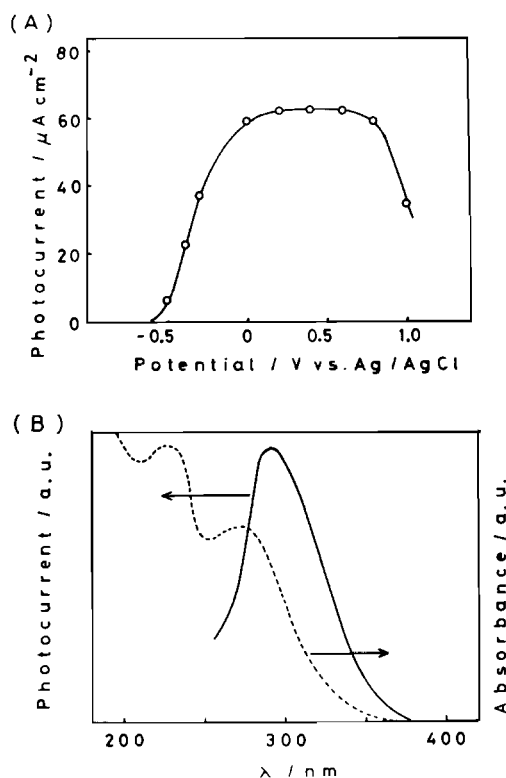 (A)
Photocurrent / μA cm⁻²
80
60
40
20
0
-0.5
0
0.5
1.0
Potential / V vs. Ag/AgCl
(B)
Photocurrent / a.u.
Absorbance / a.u.
200
300
400
λ / nm